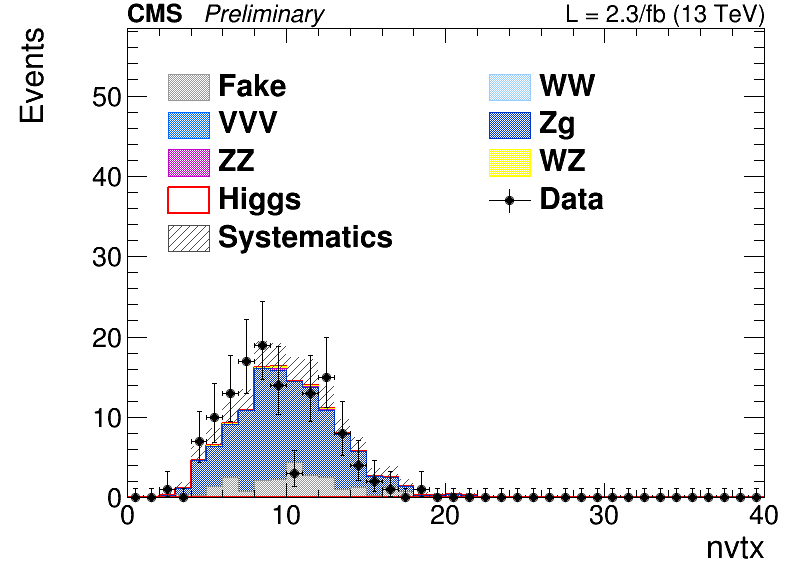 CMS Preliminary L = 2.3/fb (13 TeV)
Events
50
40
30
20
10
0
Fake WW
VVV Zg
ZZ WZ
Higgs Data
Systematics
0 10 20 30 40
nvtx